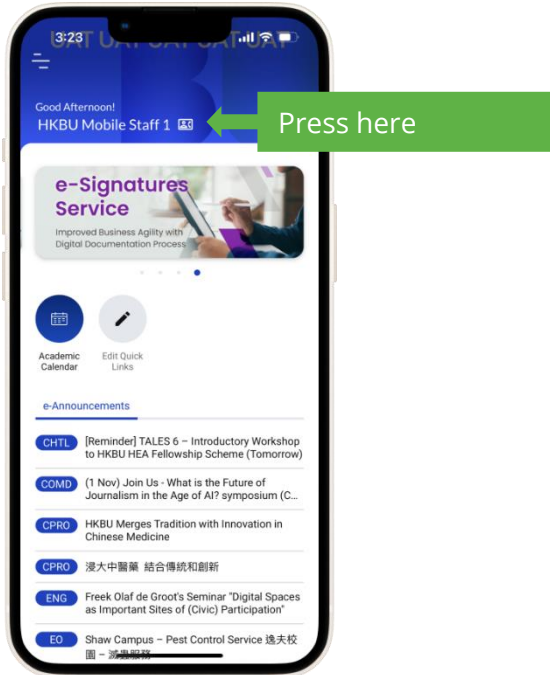 3:23
UAT UAT UAT UAT UAT
Good Afternoon!
HKBU Mobile Staff 1
Press here
e-Signatures
Service
Improved Business Agility with
Digital Documentation Process
Academic
Calendar
Edit Quick
Links
e-Announcements
CHTL
[Reminder] TALES 6 – Introductory Workshop
to HKBU HEA Fellowship Scheme (Tomorrow)
COMD
(1 Nov) Join Us - What is the Future of
Journalism in the Age of AI? symposium (C...
CPRO
HKBU Merges Tradition with Innovation in
Chinese Medicine
CPRO
浸大中醫藥 結合傳統和創新
ENG
Freek Olaf de Groot's Seminar "Digital Spaces
as Important Sites of (Civic) Participation"
EO
Shaw Campus – Pest Control Service 逸夫校
園 – 滅蟲服務